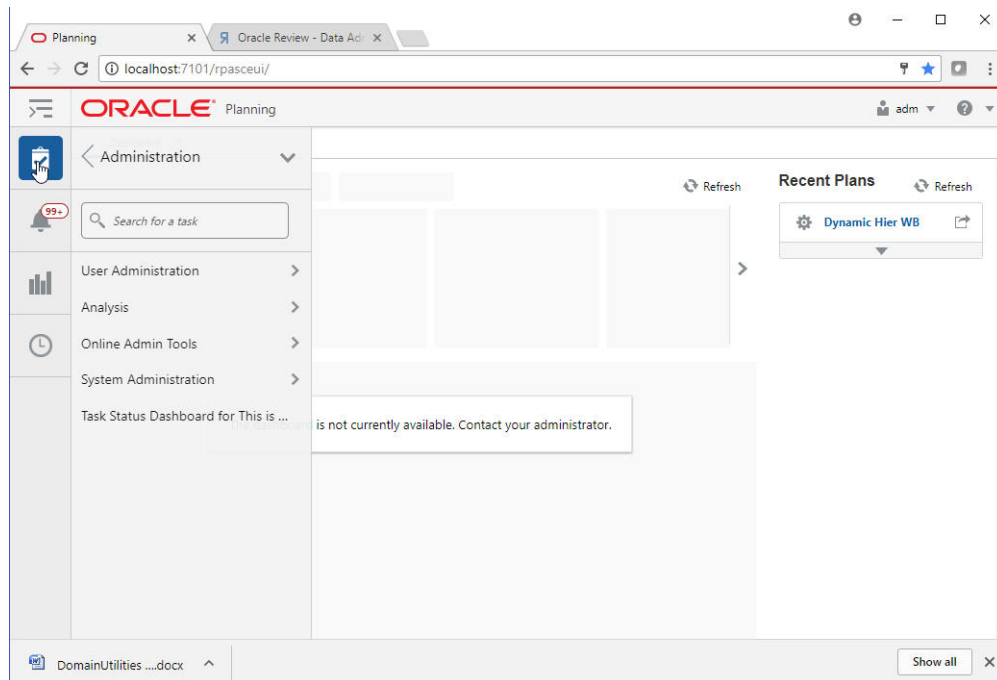 Planning
Oracle Review - Data Adm
localhost:7101/rpasceui/
ORACLE Planning
adm
Administration
99+
Search for a task
User Administration
Analysis
Online Admin Tools
System Administration
Task Status Dashboard for This is ...
Refresh
is not currently available. Contact your administrator.
Recent Plans
Refresh
Dynamic Hier WB
DomainUtilities ....docx
Show all